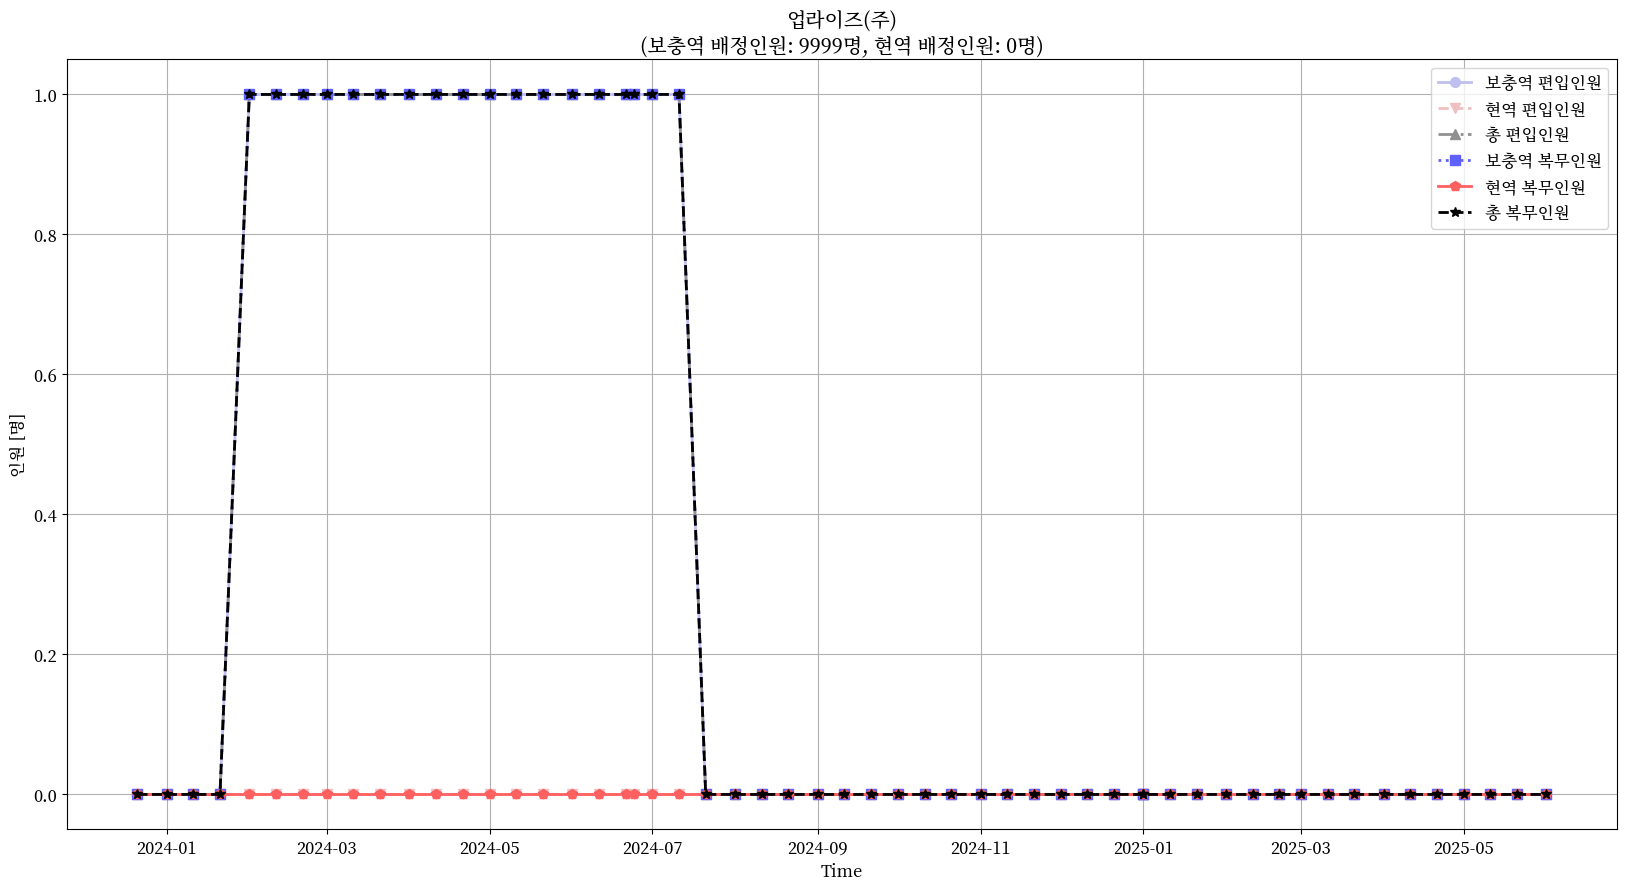 업라이즈(주)
(보충역 배정인원: 9999명, 현역 배정인원: 0명)
보충역 편입인원
현역 편입인원
총 편입인원
보충역 복무인원
현역 복무인원
총 복무인원
인원 [명]
1.0
0.8
0.6
0.4
0.2
0.0
2024-01 2024-03 2024-05 2024-07 2024-09 2024-11 2025-01 2025-03 2025-05
Time